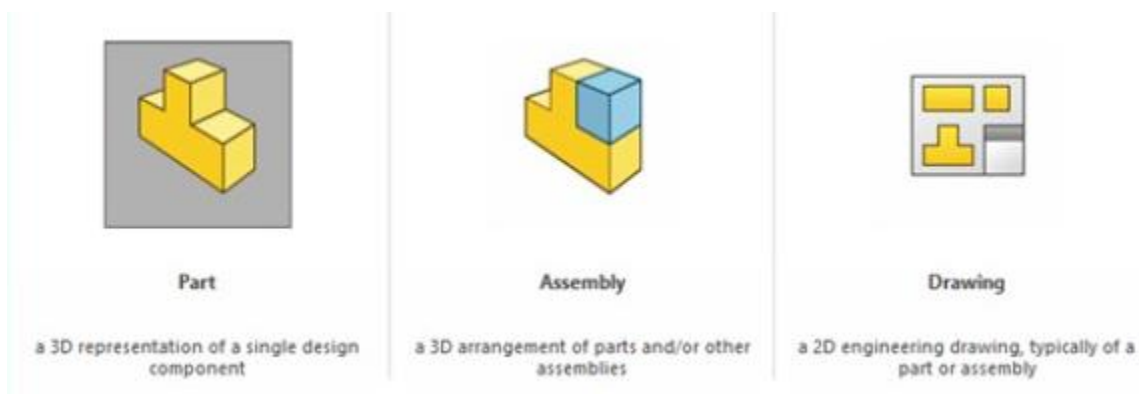 Part
a 3D representation of a single design
component
Assembly
a 3D arrangement of parts and/or other
assemblies
Drawing
a 2D engineering drawing, typically of a
part or assembly